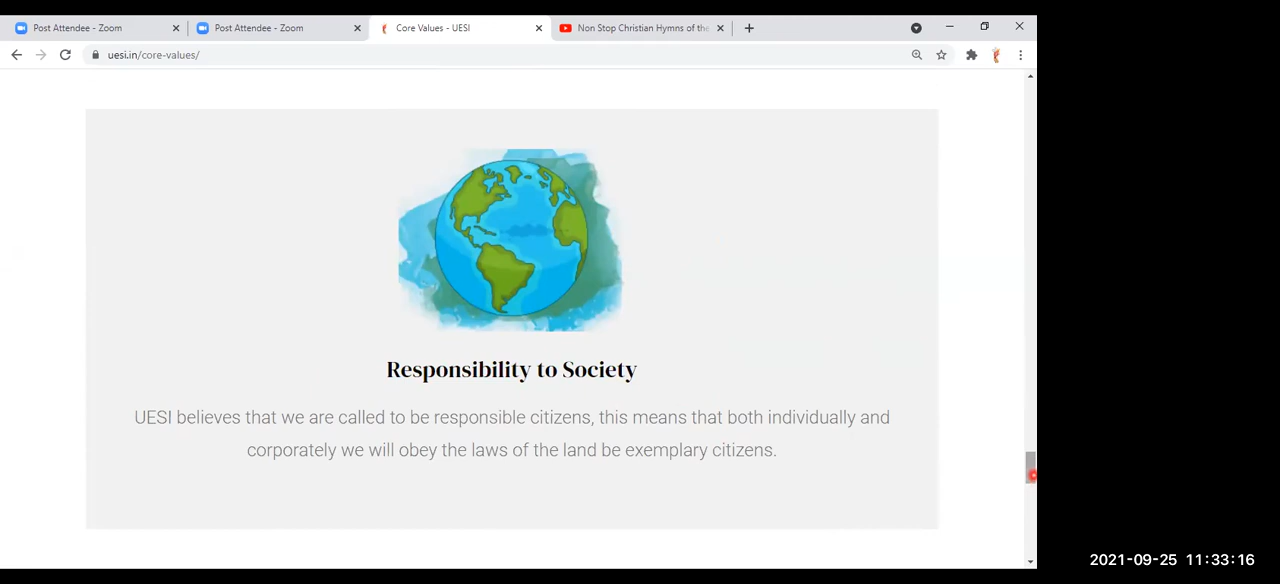 Post Attendee - Zoom
Post Attendee - Zoom
Core Values - UESI
Non Stop Christian Hymns of the
uesi.in/core-values/
Responsibility to Society
UESI believes that we are called to be responsible citizens, this means that both individually and
corporately we will obey the laws of the land be exemplary citizens.
2021-09-25 11:33:16